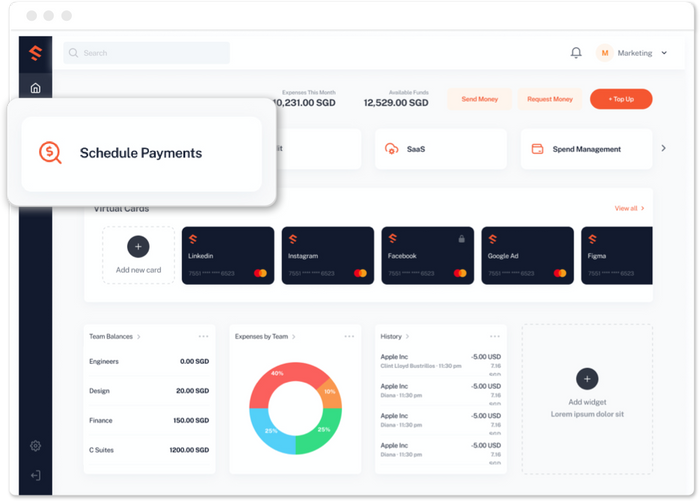 Search
M Marketing
Expenses This Month
0,231.00 SGD
Available Funds
12,529.00 SGD
Send Money
Request Money
+ Top Up
Schedule Payments
SaaS
Spend Management
Virtual Cards
View all >
Add new card
Linkedin
7551 **** **** 6523
Instagram
7551 **** **** 6523
Facebook
7551 **** **** 6523
Google Ad
7551 **** **** 6523
Figma
7551 **** **** 6523
Team Balances >
Engineers 0.00 SGD
Design 20.00 SGD
Finance 150.00 SGD
C Suites 1200.00 SGD
Expenses by Team >
40%
10%
25%
25%
History >
Apple Inc -5.00 USD
Clint Lloyd Bustrillos · 11:30 pm 7.16
Apple Inc -5.00 USD
Diana · 11:30 pm 7.16
Apple Inc -5.00 USD
Diana · 11:30 pm 7.16
Apple Inc -5.00 USD
Diana · 11:30 pm 7.16
Add widget
Lorem ipsum dolor sit